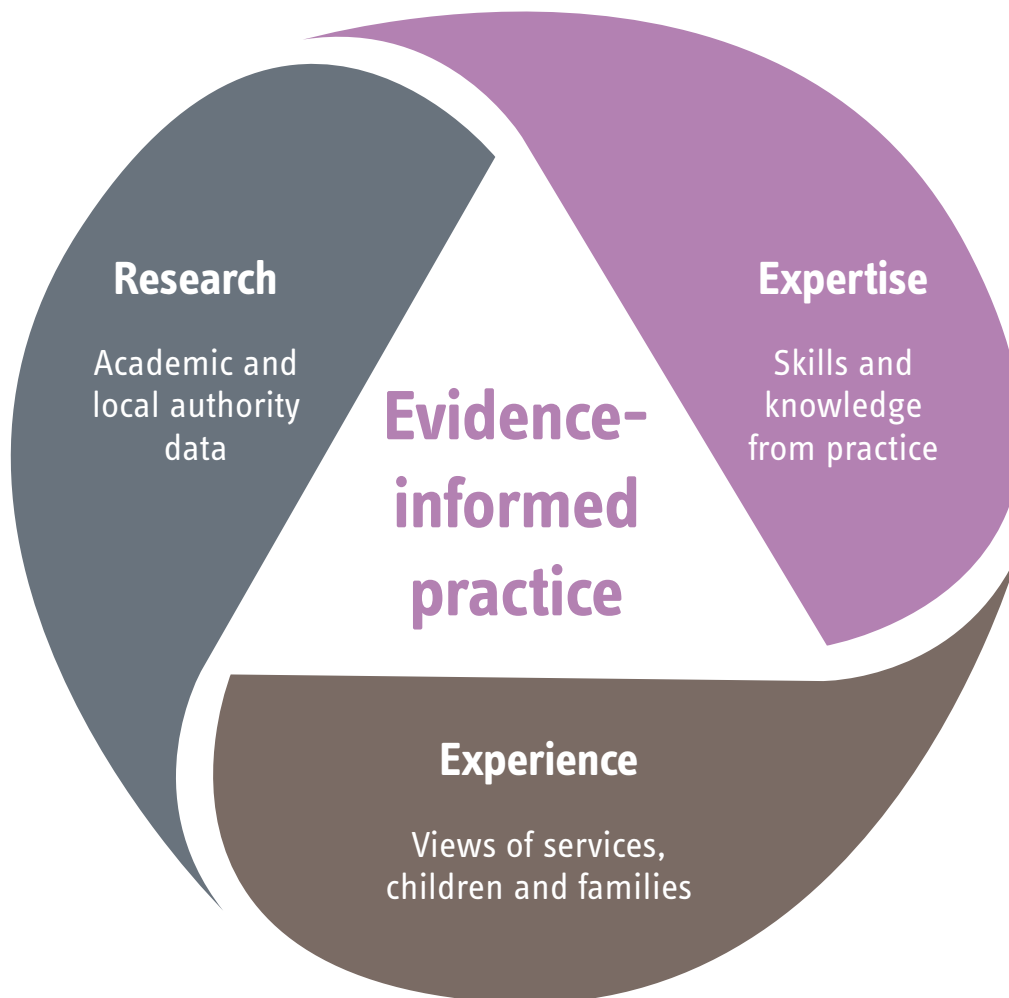 Research
Academic and
local authority
data
Expertise
Skills and
knowledge
from practice
Evidence-
informed
practice
Experience
Views of services,
children and families